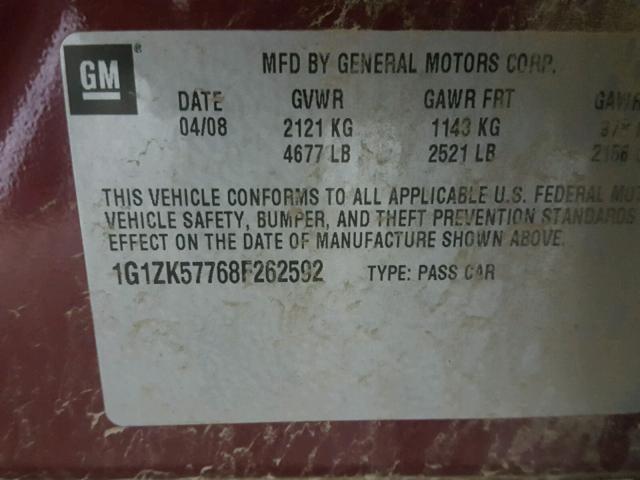 GM ®
MFD BY GENERAL MOTORS CORP.
DATE GVWR GAWR FRT GAWR
04/08 2121 KG 1143 KG
4677 LB 2521 LB 2156
THIS VEHICLE CONFORMS TO ALL APPLICABLE U.S. FEDERAL
VEHICLE SAFETY, BUMPER, AND THEFT PREVENTION STANDARDS
EFFECT ON THE DATE OF MANUFACTURE SHOWN ABOVE.
1G1ZK57768F262592 TYPE: PASS CAR